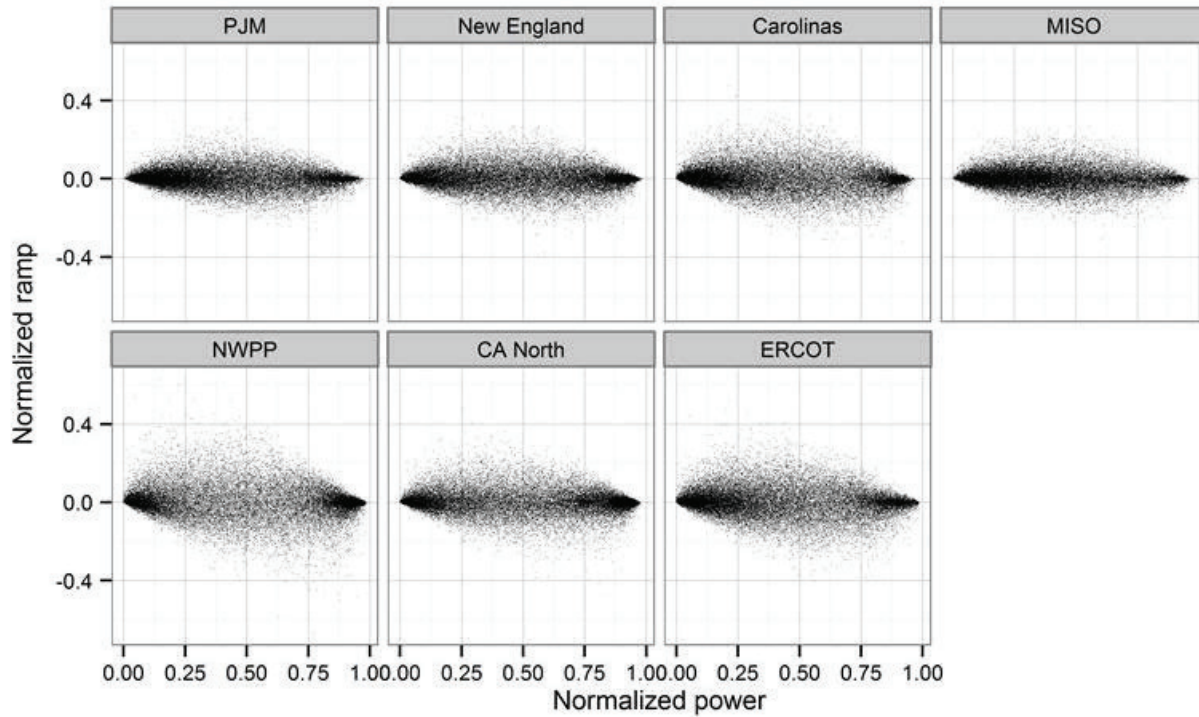 PJM New England Carolinas MISO
0.4
0.0
-0.4
Normalized ramp
NWPP CA North ERCOT
0.4
0.0
-0.4
0.00 0.25 0.50 0.75 1.00 0.00 0.25 0.50 0.75 1.00 0.00 0.25 0.50 0.75 1.00
Normalized power